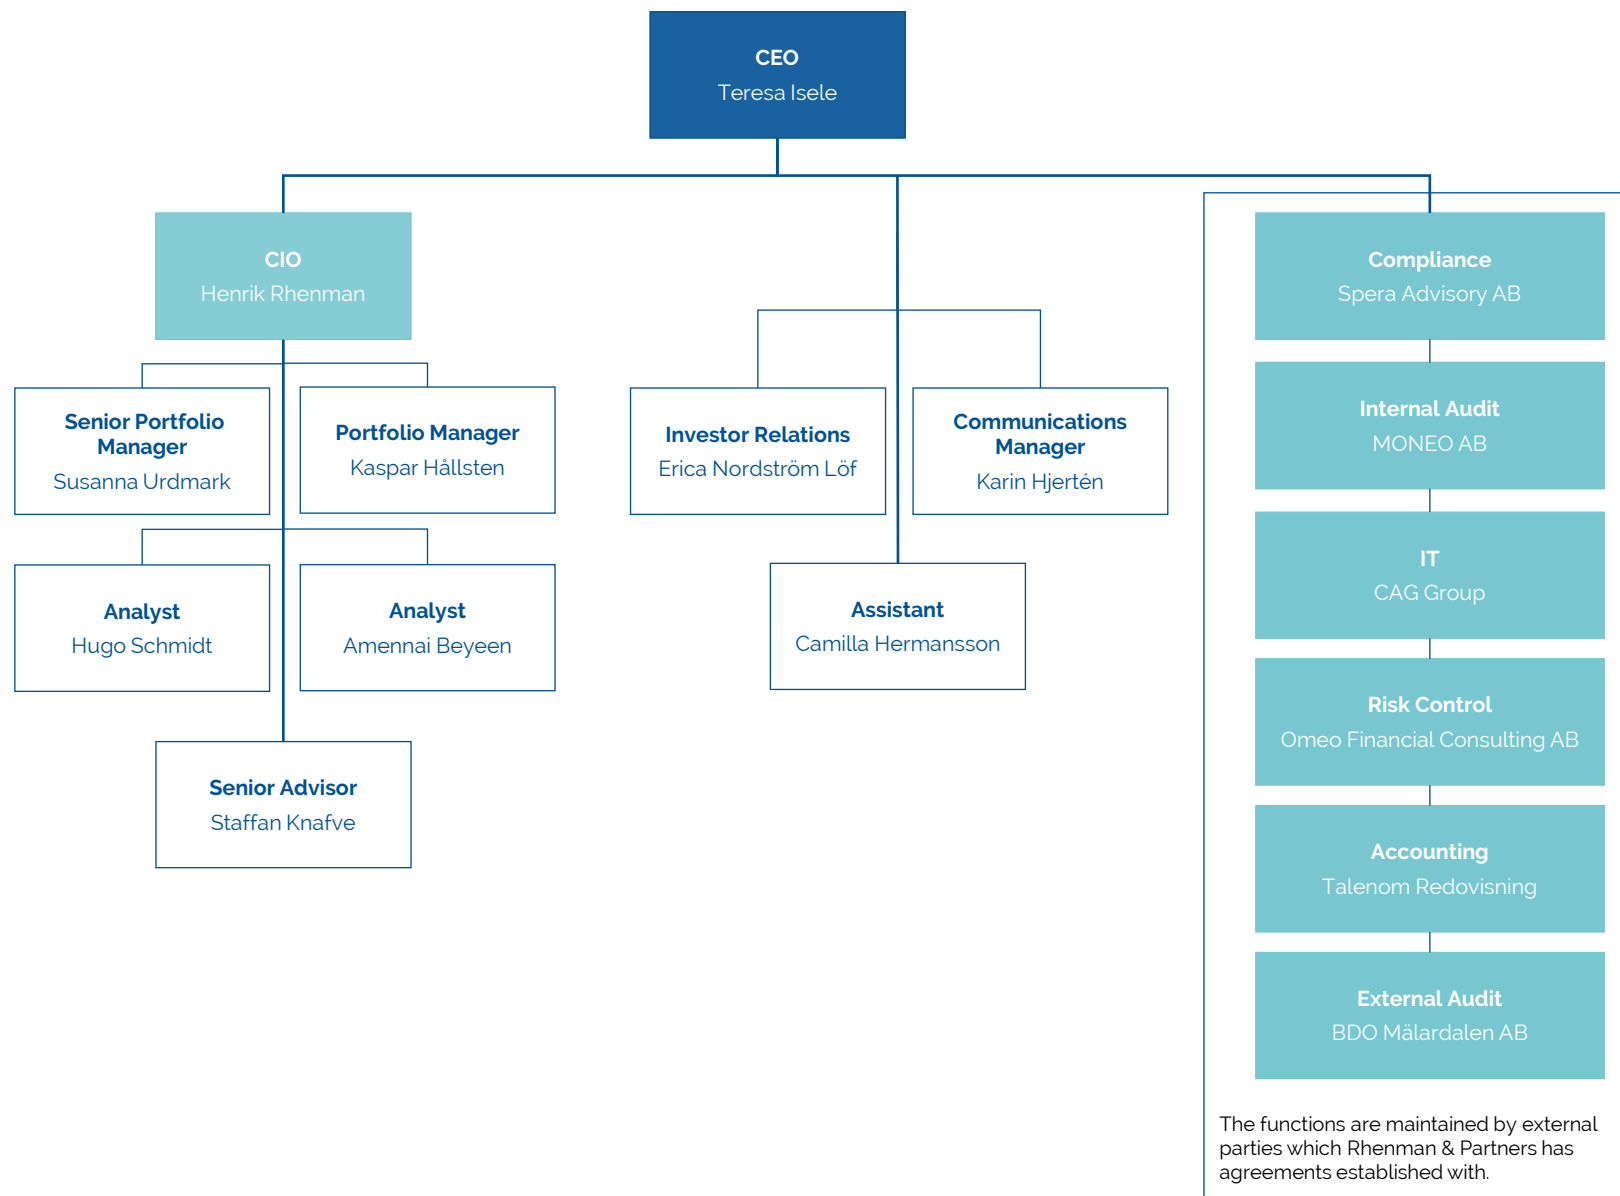 CEO
Teresa Isele
CIO
Henrik Rhenman
Senior Portfolio
Manager
Susanna Urdmark
Portfolio Manager
Kaspar Hållsten
Analyst
Hugo Schmidt
Analyst
Amennai Beyeen
Senior Advisor
Staffan Knafve
Investor Relations
Erica Nordström Löf
Communications
Manager
Karin Hjertén
Assistant
Camilla Hermansson
Compliance
Spera Advisory AB
Internal Audit
MONEO AB
IT
CAG Group
Risk Control
Omeo Financial Consulting AB
Accounting
Talenom Redovisning
External Audit
BDO Mälardalen AB
The functions are maintained by external
parties which Rhenman & Partners has
agreements established with.